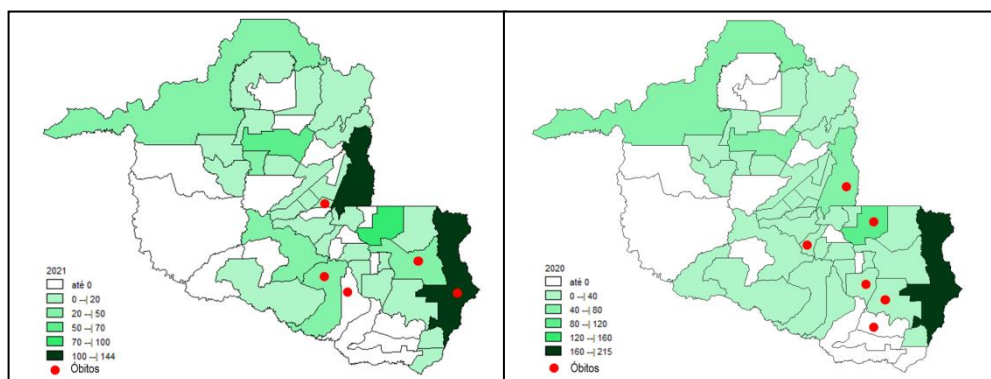 2021
até 0
0 --| 20
20 --| 50
50 --| 70
70 --| 100
100 --| 144
Óbitos
2020
até 0
0 --| 40
40 --| 80
80 --| 120
120 --| 160
160 --| 215
Óbitos